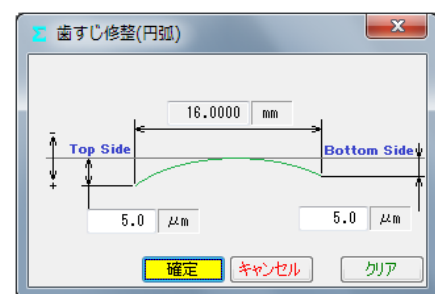 Σ 歯すじ修整(円弧)
x
16.0000 mm
-
Top Side
Bottom Side
+
5.0 μm
5.0 μm
確定 キャンセル クリア